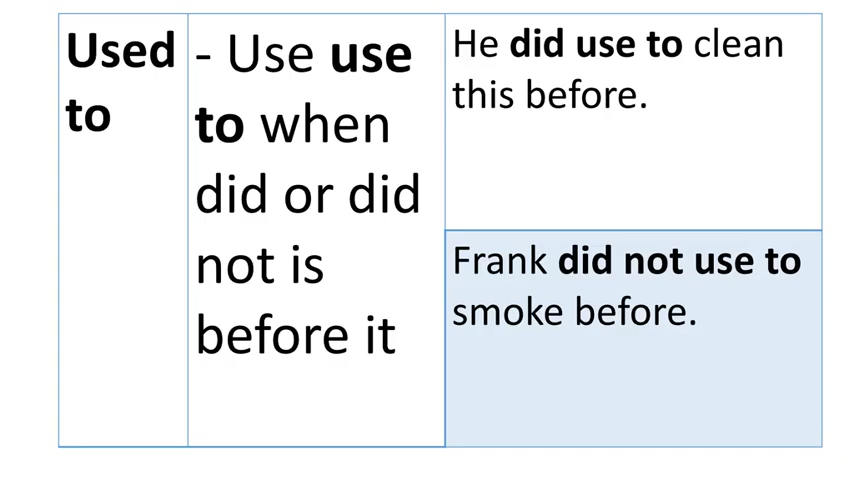 Used
to
- Use use
to when
did or did
not is
before it
He did use to clean
this before.
Frank did not use to
smoke before.